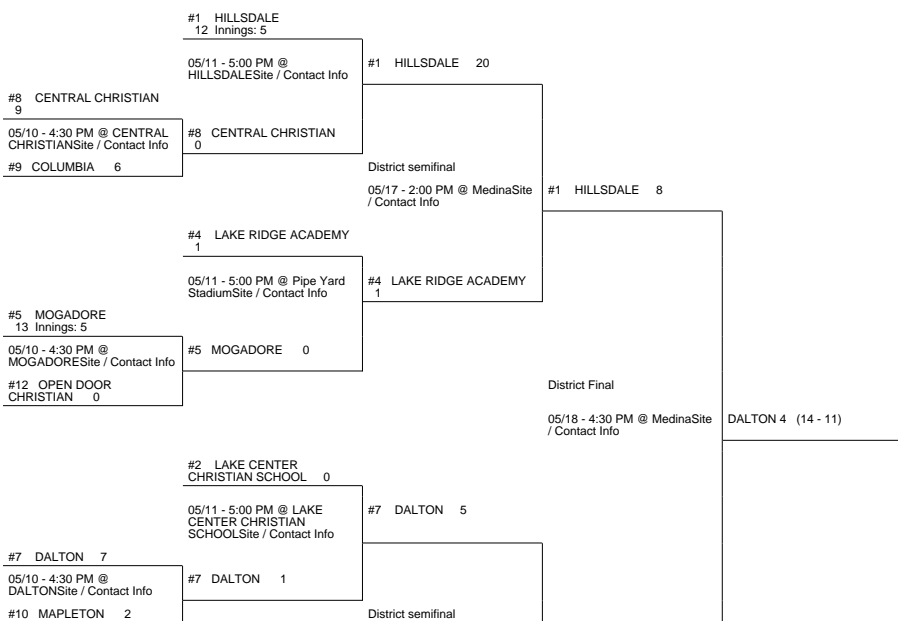 #1 HILLSDALE
12 Innings: 5
05/11 - 5:00 PM @
HILLSDALESite / Contact Info
#1 HILLSDALE 20
#8 CENTRAL CHRISTIAN
9
05/10 - 4:30 PM @ CENTRAL
CHRISTIANSite / Contact Info
#8 CENTRAL CHRISTIAN
0
#9 COLUMBIA 6
District semifinal
05/17 - 2:00 PM @ MedinaSite
/ Contact Info
#1 HILLSDALE 8
#4 LAKE RIDGE ACADEMY
1
05/11 - 5:00 PM @ Pipe Yard
StadiumSite / Contact Info
#4 LAKE RIDGE ACADEMY
1
#5 MOGADORE
13 Innings: 5
05/10 - 4:30 PM @
MOGADORESite / Contact Info
#5 MOGADORE 0
#12 OPEN DOOR
CHRISTIAN 0
District Final
05/18 - 4:30 PM @ MedinaSite
/ Contact Info
DALTON 4 (14 - 11)
#2 LAKE CENTER
CHRISTIAN SCHOOL 0
05/11 - 5:00 PM @ LAKE
CENTER CHRISTIAN
SCHOOLSite / Contact Info
#7 DALTON 5
#7 DALTON 7
05/10 - 4:30 PM @
DALTONSite / Contact Info
#7 DALTON 1
#10 MAPLETON 2
District semifinal